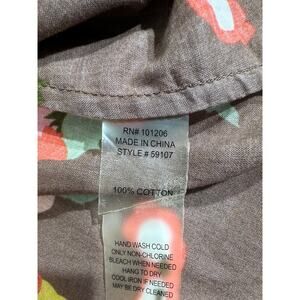 RN# 101206
MADE IN CHINA
STYLE # 59107
100% COTTON
HAND WASH COLD
ONLY NON-CHLORINE
BLEACH WHEN NEEDED
HANG TO DRY
COOL IRON IF NEEDED
MAY BE DRY CLEANED